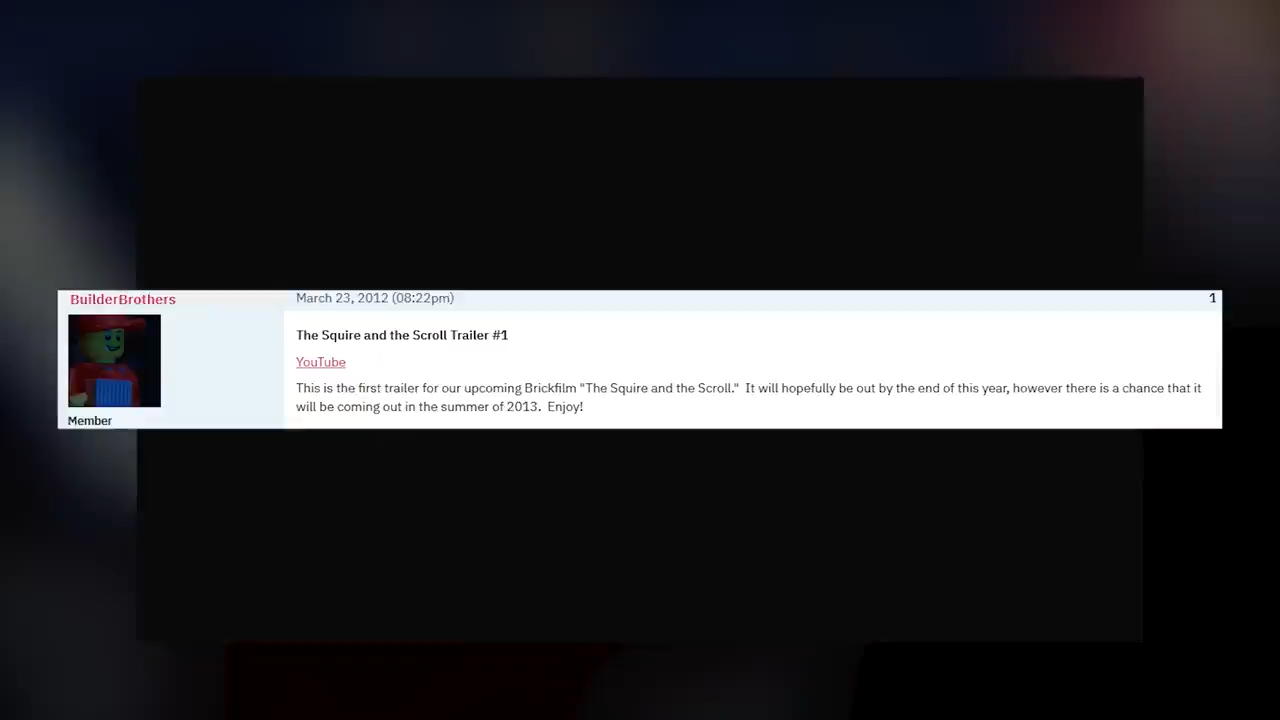 BuilderBrothers
March 23, 2012 (08:22pm)
1
The Squire and the Scroll Trailer #1
YouTube
This is the first trailer for our upcoming Brickfilm "The Squire and the Scroll."  It will hopefully be out by the end of this year, however there is a chance that it
will be coming out in the summer of 2013.  Enjoy!
Member